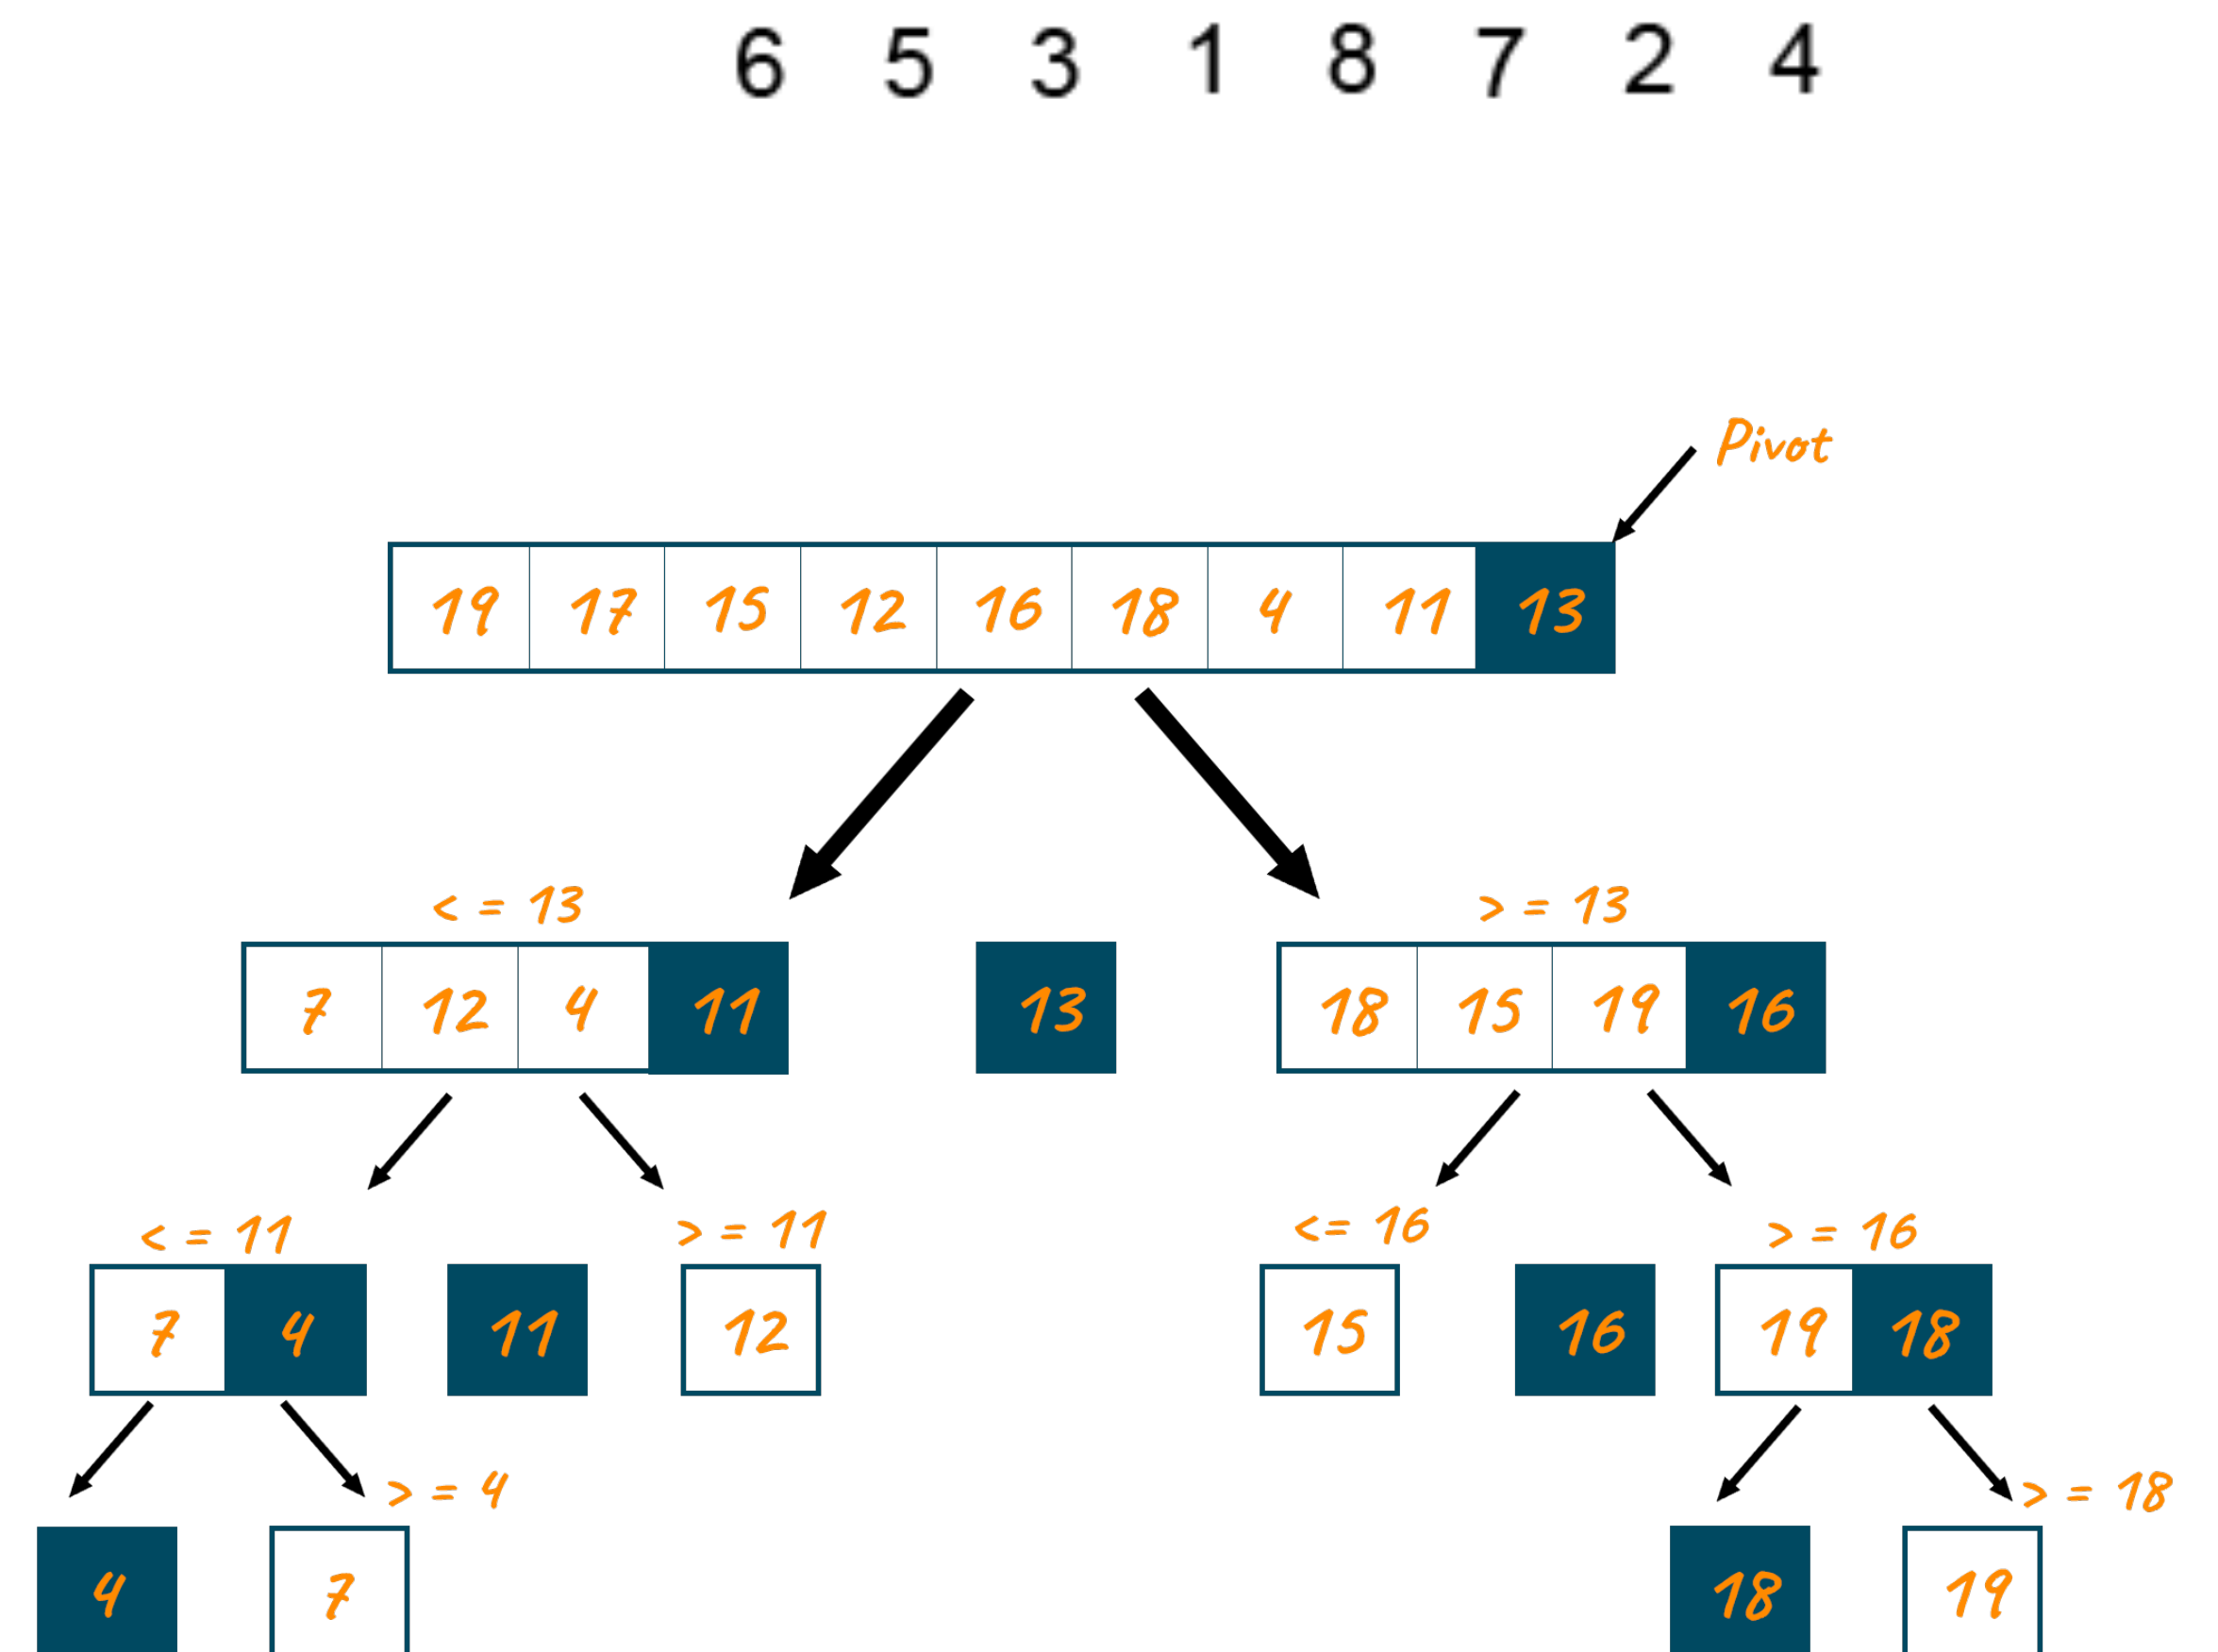 6 5 3 1 8 7 2 4
Pivot
19 17 15 12 16 18 4 11 13
< = 13 > = 13
7 12 4 11 13 18 15 19 16
< = 11 > = 11 <= 16 > = 16
7 4 11 12 15 16 19 18
> = 4 > = 18
4 7 18 19